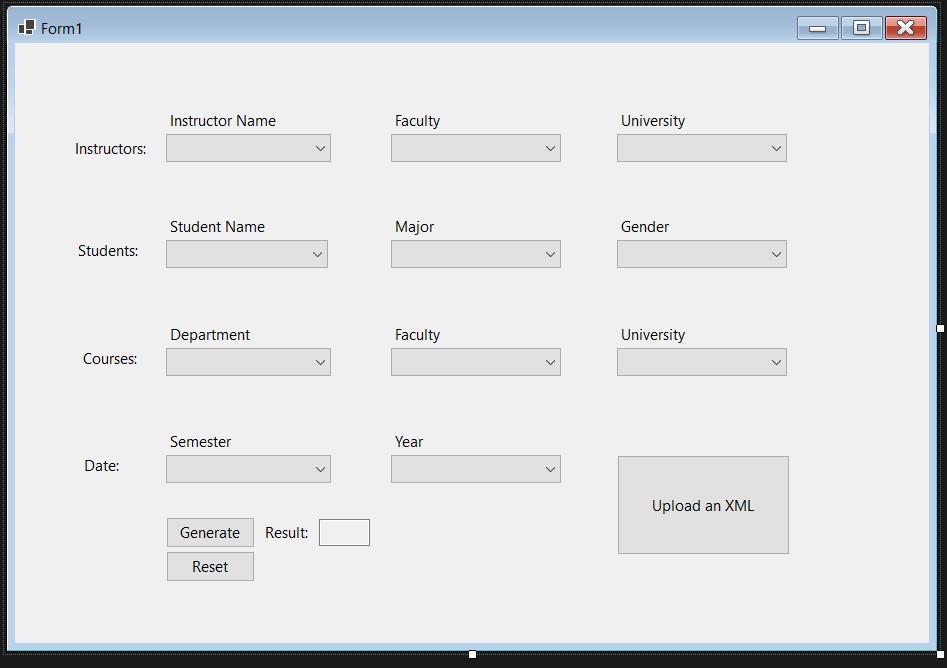 Form1
Instructor Name Faculty University
Instructors:
Student Name Major Gender
Students:
Department Faculty University
Courses:
Semester Year
Date:
Upload an XML
Generate Result:
Reset